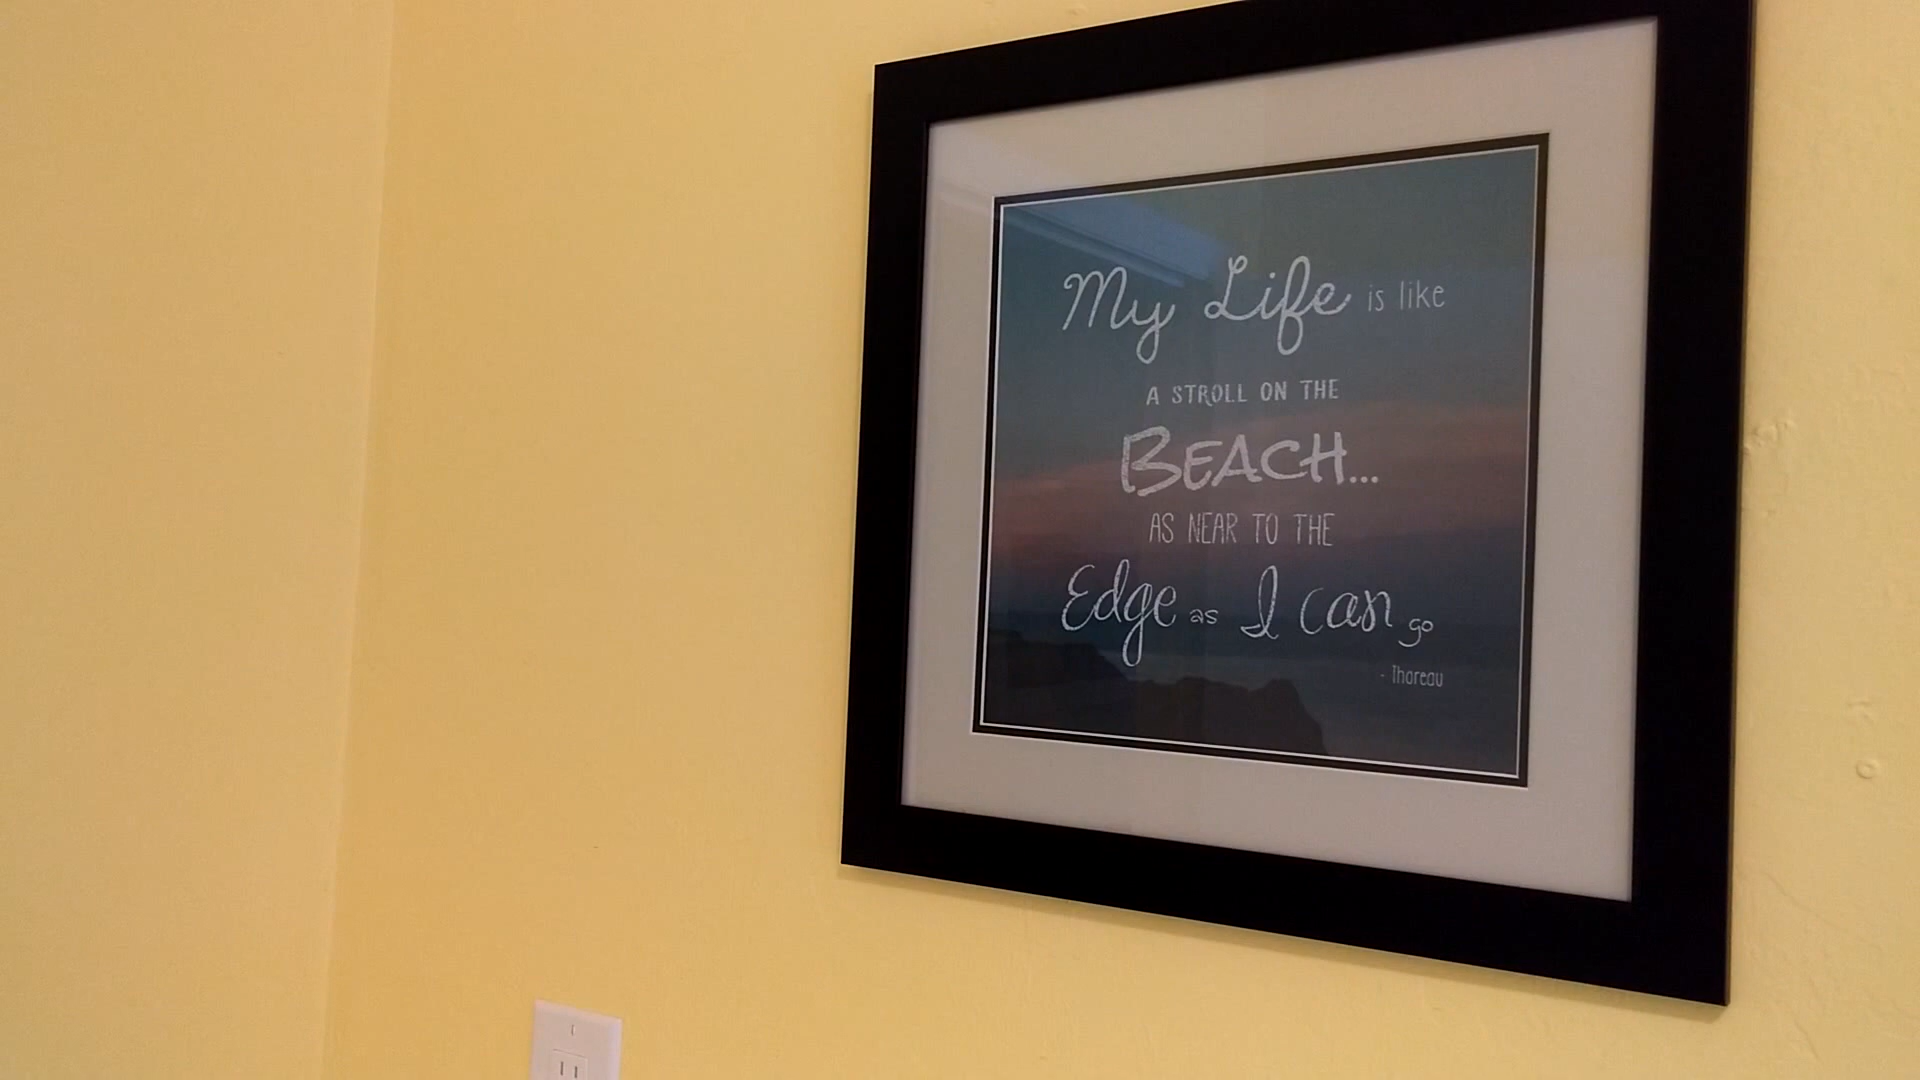 My Life is like
A STROLL ON THE
BEACH...
AS NEAR TO THE
Edge as I can go
- Thoreau